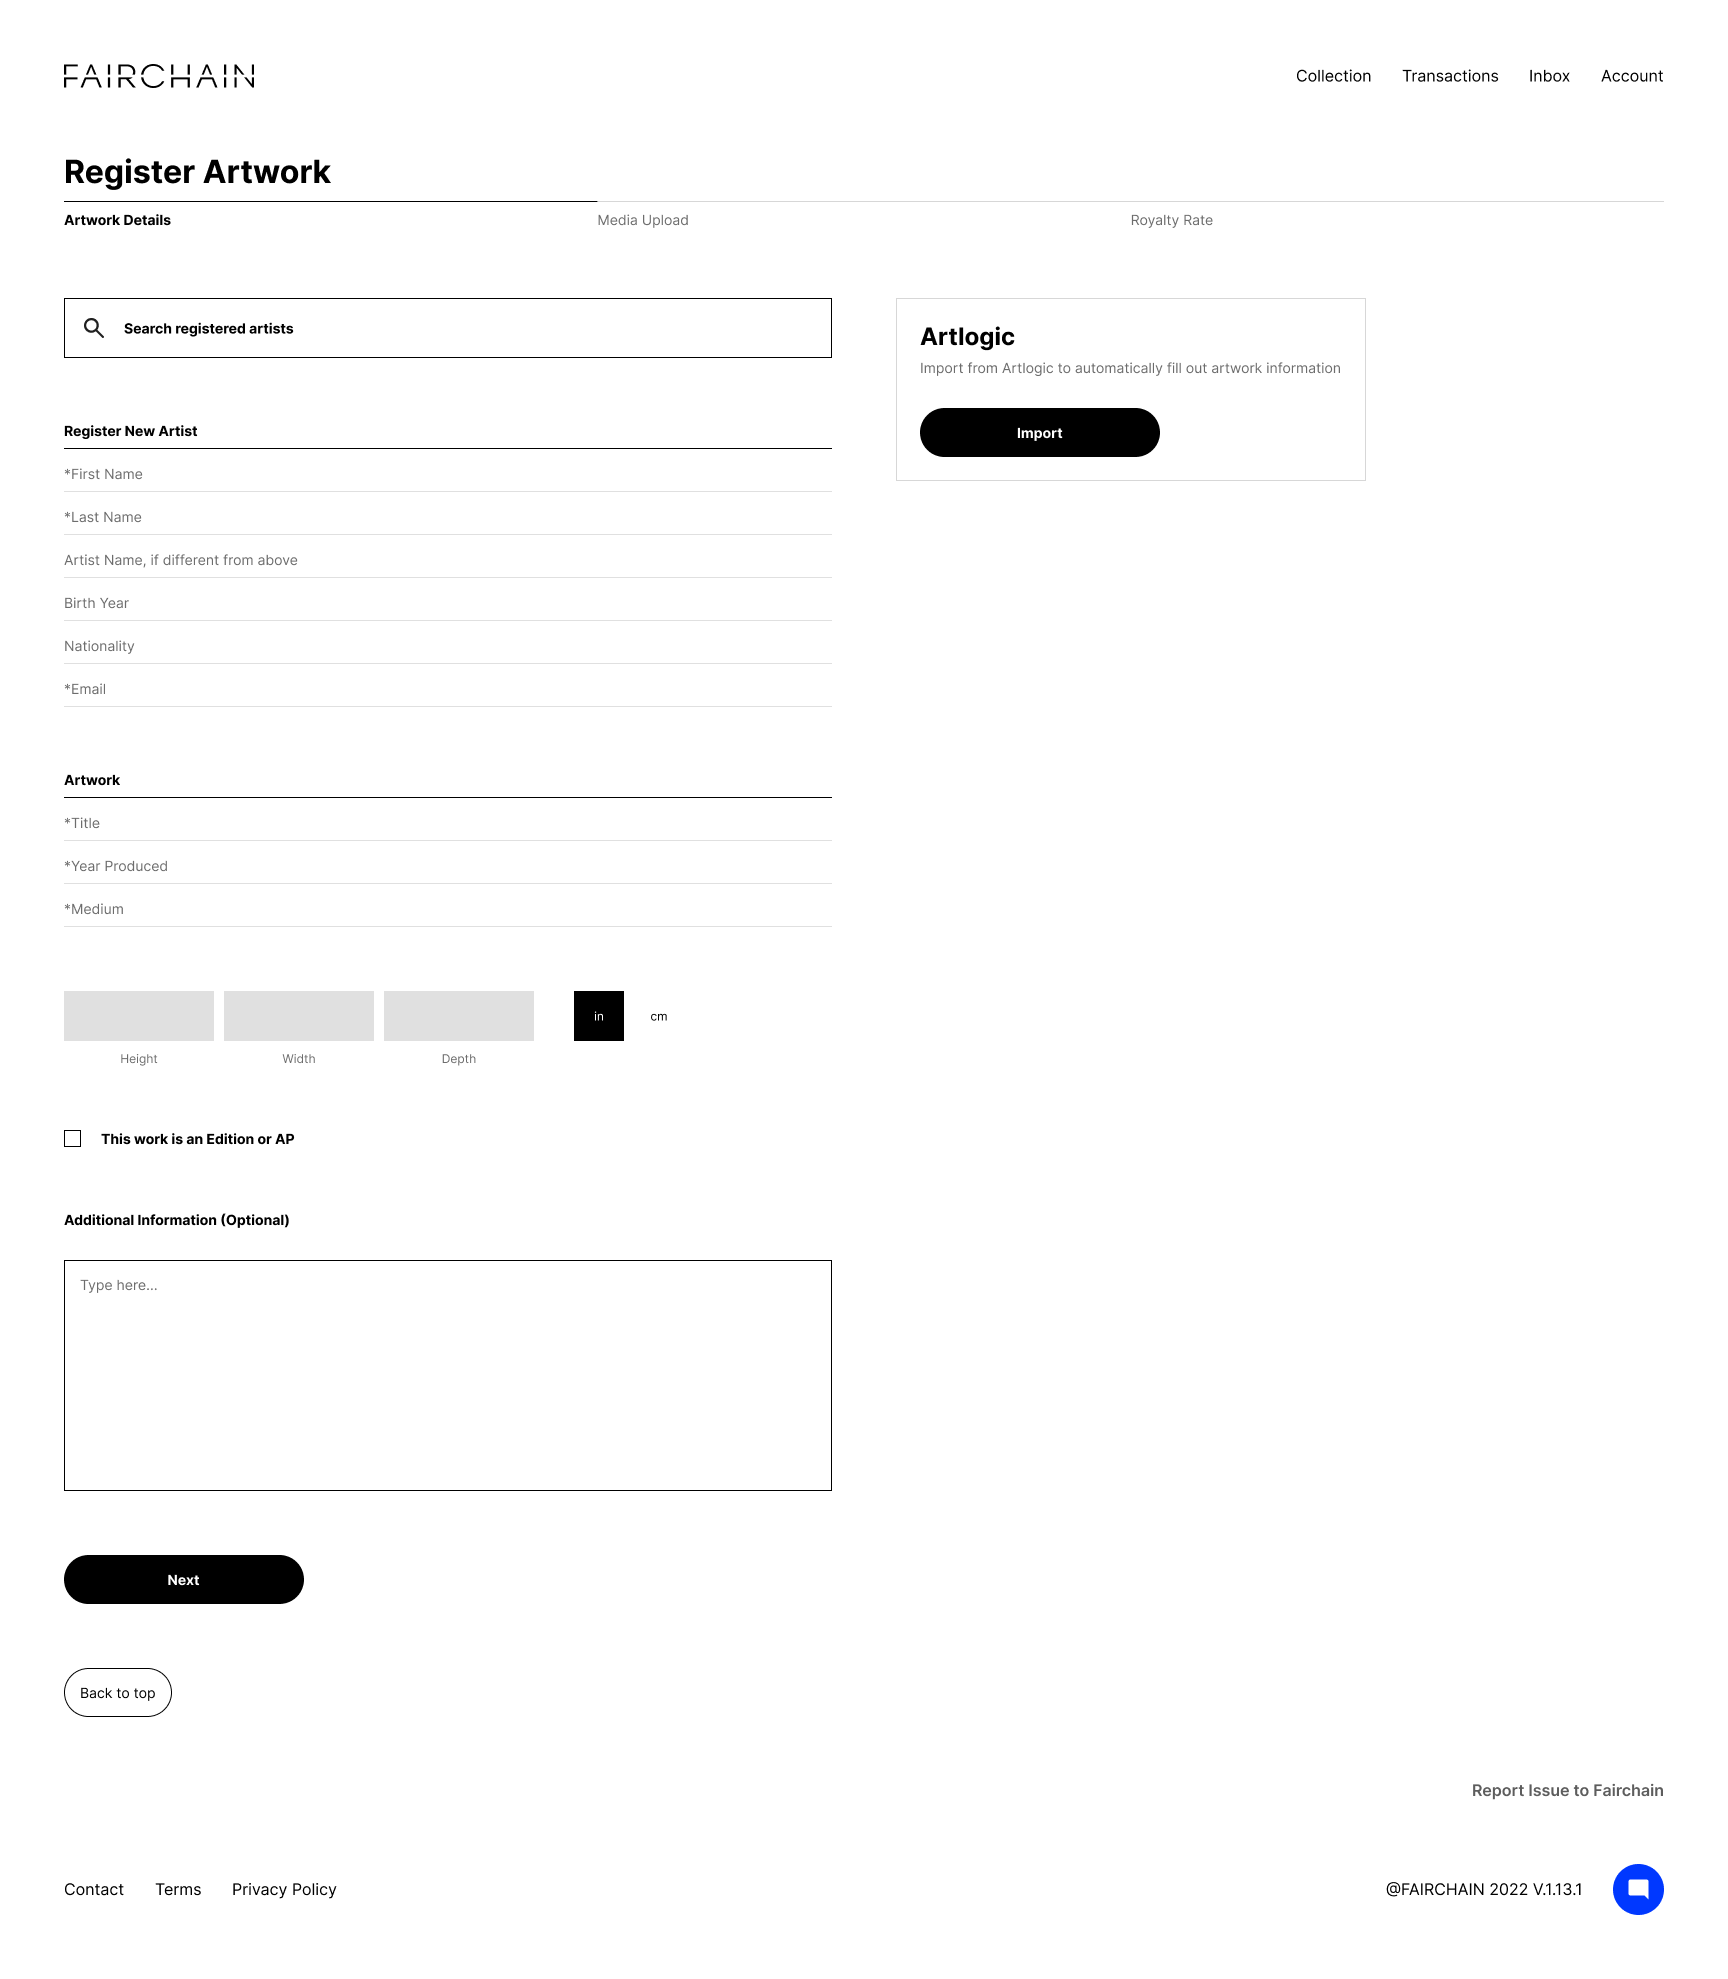 FAIRCHAIN
Collection Transactions Inbox Account
Register Artwork
Artwork Details Media Upload Royalty Rate
Search registered artists
Artlogic
Import from Artlogic to automatically fill out artwork information
Import
Register New Artist
*First Name
*Last Name
Artist Name, if different from above
Birth Year
Nationality
*Email
Artwork
*Title
*Year Produced
*Medium
in cm
Height Width Depth
This work is an Edition or AP
Additional Information (Optional)
Type here...
Next
Back to top
Report Issue to Fairchain
Contact Terms Privacy Policy @FAIRCHAIN 2022 V.1.13.1